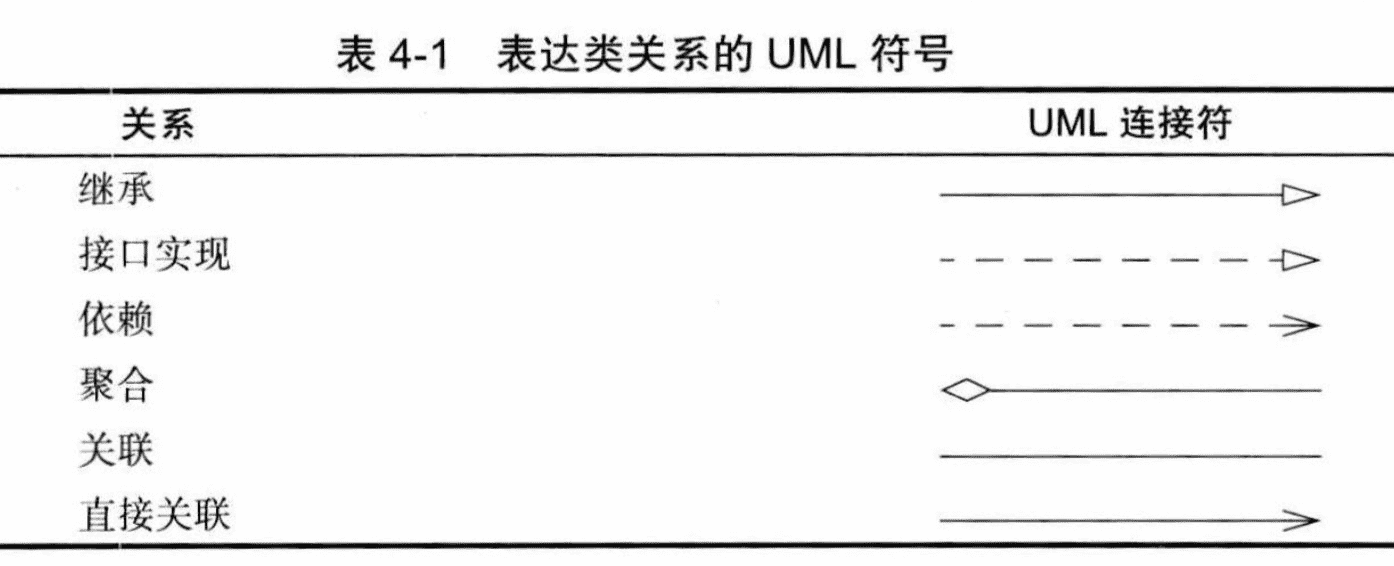 表 4-1 表达类关系的 UML 符号
关系 UML 连接符
继承
接口实现
依赖
聚合
关联
直接关联